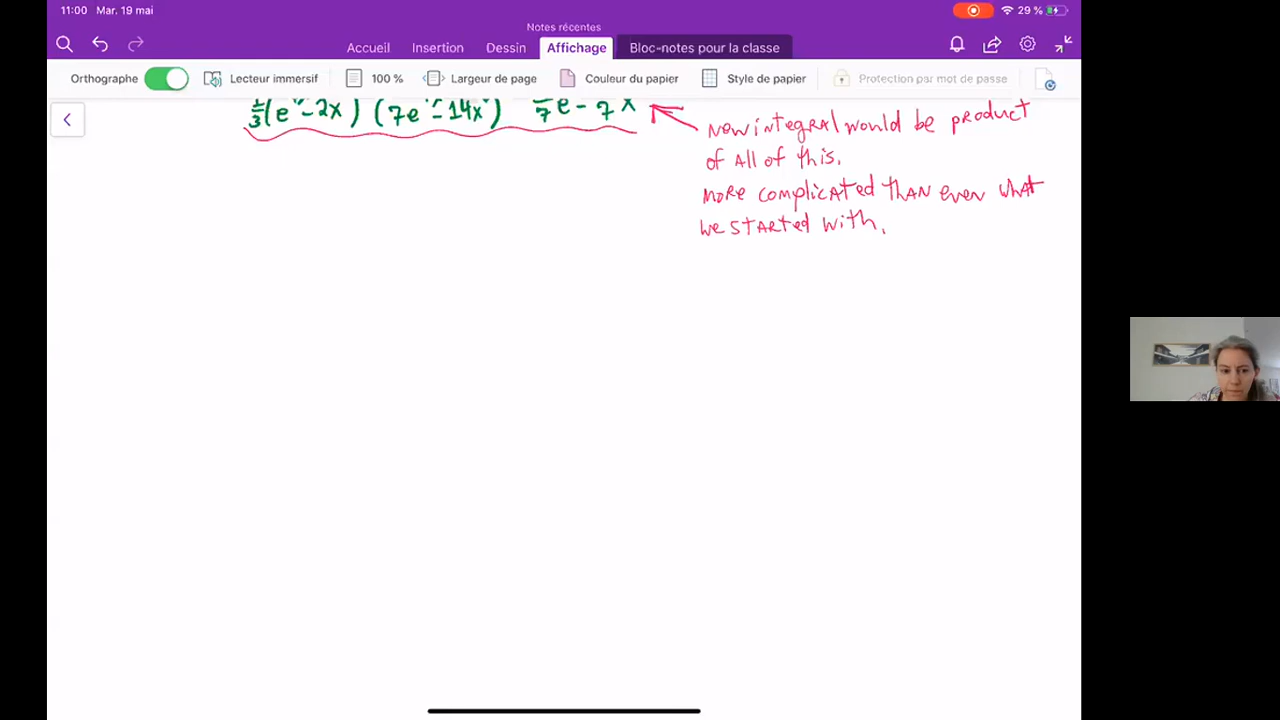 11:00 Mar. 19 mai
29 %
Notes récentes
Accueil Insertion Dessin Affichage Bloc-notes pour la classe
Orthographe Lecteur immersif 100 % Largeur de page Couleur du papier Style de papier Protection par mot de passe
New integral would be product
of all of this.
More complicated than even what
we started with.